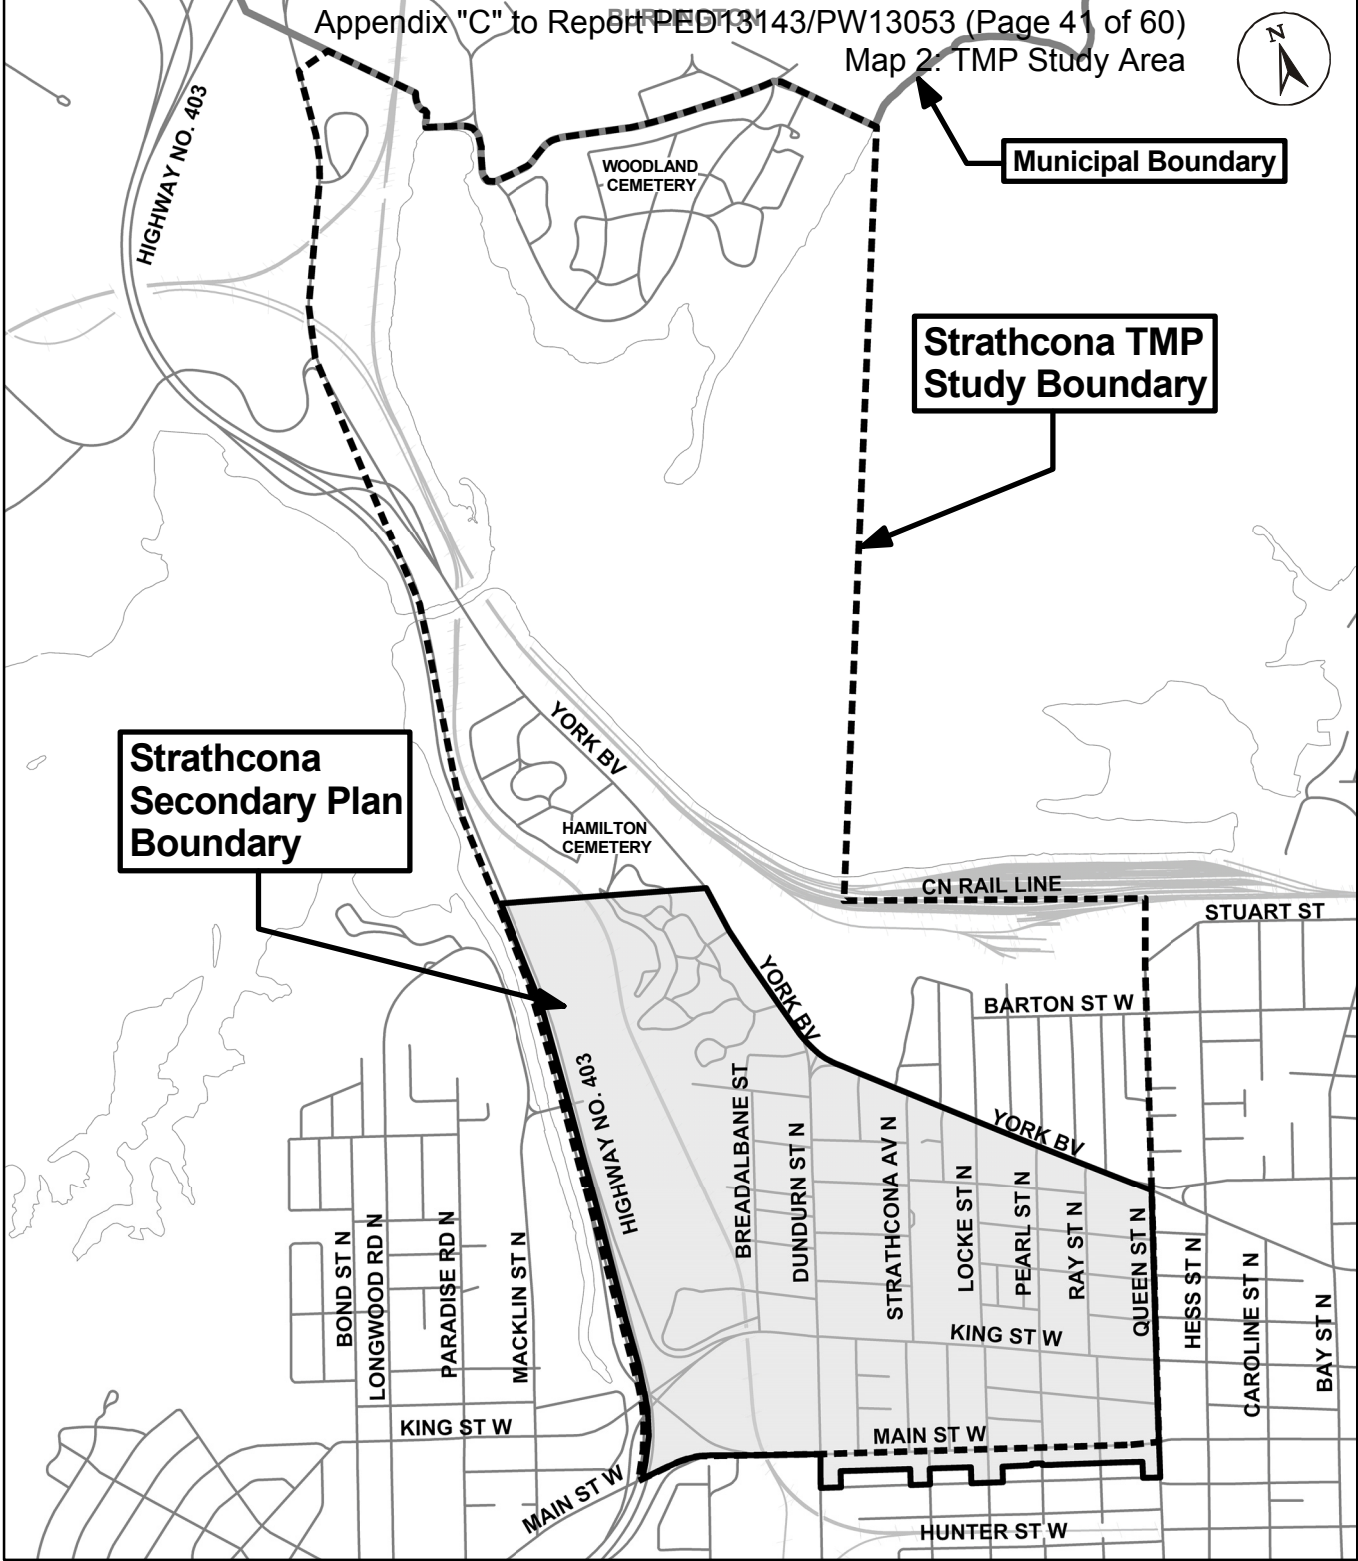 BURLINGTON
Appendix "C" to Report PED13143/PW13053 (Page 41 of 60)
Map 2: TMP Study Area
N
HIGHWAY NO. 403
Municipal Boundary
WOODLAND
CEMETERY
Strathcona TMP
Study Boundary
YORK BV
Strathcona
Secondary Plan
Boundary
HAMILTON
CEMETERY
CN RAIL LINE
STUART ST
YORK BV
BARTON ST W
HIGHWAY NO. 403
BREADALBANE ST
DUNDURN ST N
STRATHCONA AV N
YORK BV
LOCKE ST N
PEARL ST N
RAY ST N
QUEEN ST N
HESS ST N
CAROLINE ST N
BAY ST N
BOND ST N
LONGWOOD RD N
PARADISE RD N
MACKLIN ST N
KING ST W
KING ST W
MAIN ST W
MAIN ST W
HUNTER ST W